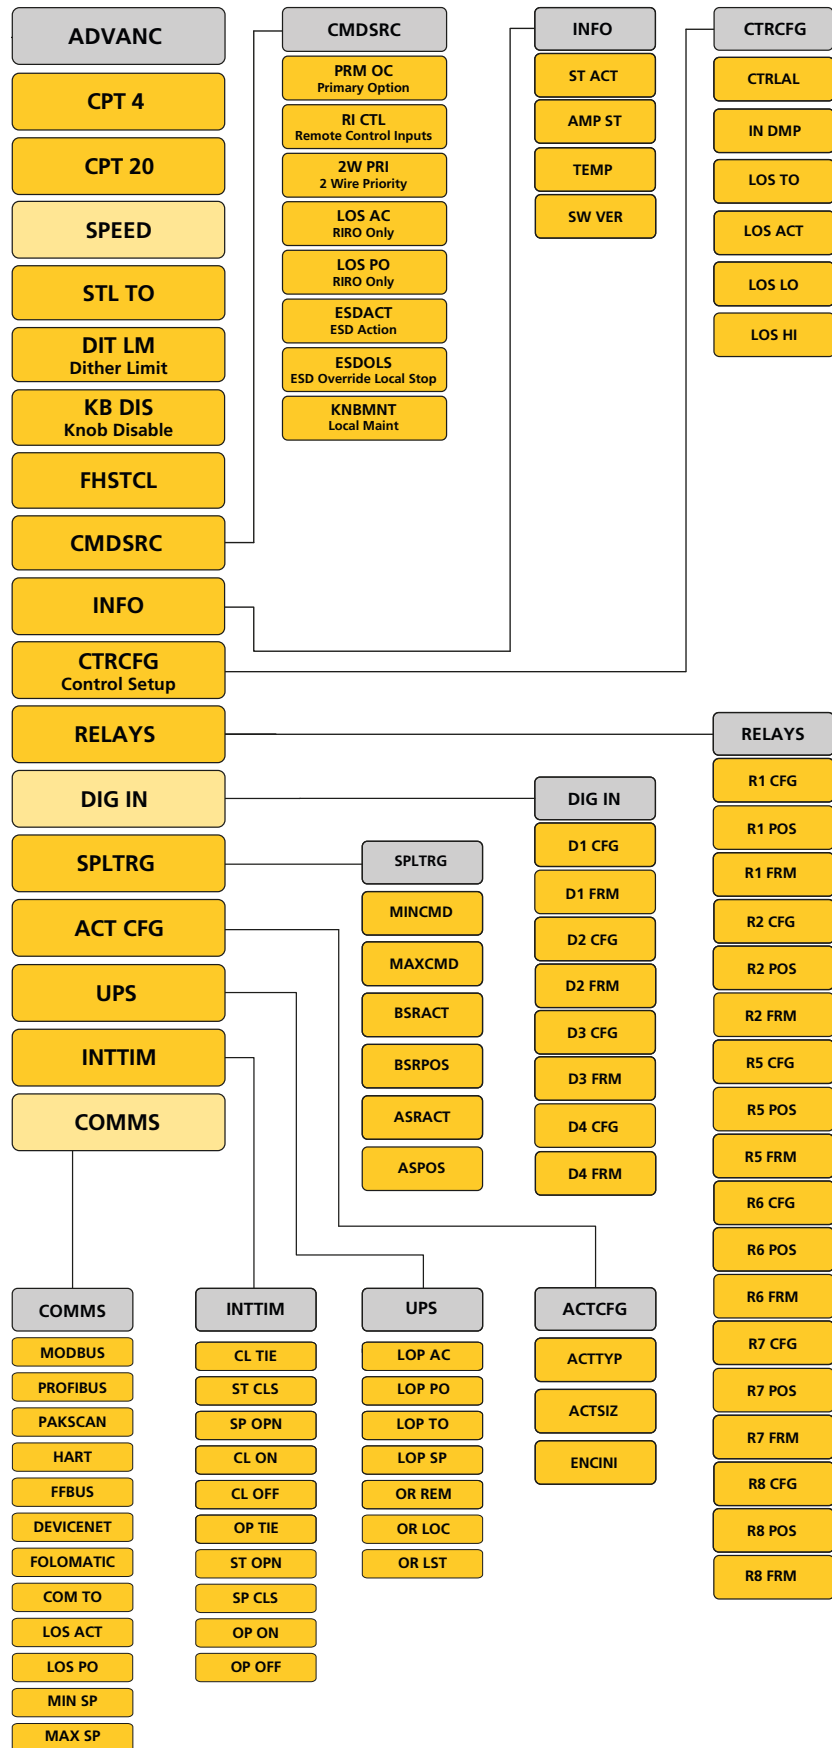 ADVANC
CPT 4
CPT 20
SPEED
STL TO
DIT LM
Dither Limit
KB DIS
Knob Disable
FHSTCL
CMDSRC
INFO
CTRCFG
Control Setup
RELAYS
DIG IN
SPLTRG
ACT CFG
UPS
INTTIM
COMMS
CMDSRC
PRM OC
Primary Option
RI CTL
Remote Control Inputs
2W PRI
2 Wire Priority
LOS AC
RIRO Only
LOS PO
RIRO Only
ESDACT
ESD Action
ESDOLS
ESD Override Local Stop
KNBMNT
Local Maint
INFO
ST ACT
AMP ST
TEMP
SW VER
CTRCFG
CTRLAL
IN DMP
LOS TO
LOS ACT
LOS LO
LOS HI
RELAYS
R1 CFG
R1 POS
R1 FRM
R2 CFG
R2 POS
R2 FRM
R5 CFG
R5 POS
R5 FRM
R6 CFG
R6 POS
R6 FRM
R7 CFG
R7 POS
R7 FRM
R8 CFG
R8 POS
R8 FRM
DIG IN
D1 CFG
D1 FRM
D2 CFG
D2 FRM
D3 CFG
D3 FRM
D4 CFG
D4 FRM
SPLTRG
MINCMD
MAXCMD
BSRACT
BSRPOS
ASRACT
ASPOS
COMMS
MODBUS
PROFIBUS
PAKSCAN
HART
FFBUS
DEVICENET
FOLOMATIC
COM TO
LOS ACT
LOS PO
MIN SP
MAX SP
INTTIM
CL TIE
ST CLS
SP OPN
CL ON
CL OFF
OP TIE
ST OPN
SP CLS
OP ON
OP OFF
UPS
LOP AC
LOP PO
LOP TO
LOP SP
OR REM
OR LOC
OR LST
ACTCFG
ACTTYP
ACTSIZ
ENCINI